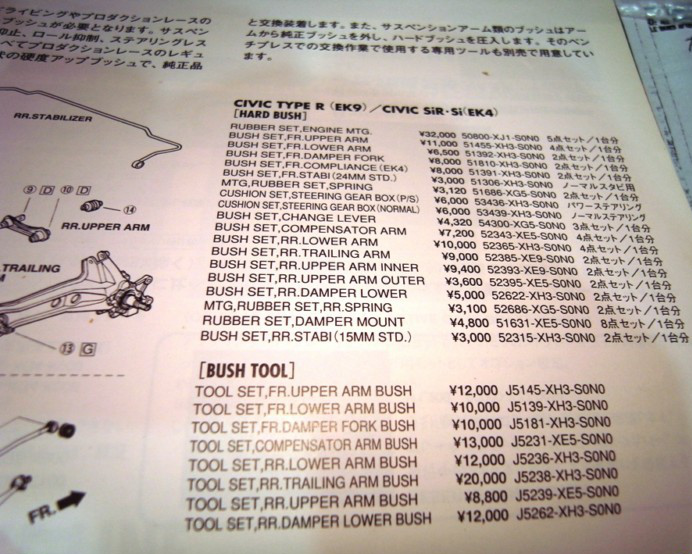 ライビングやプロダクションレースの
ブッシュが必要となります。サスペン
抑止、ロール抑制、ステアリングレス
べてプロダクションレースのレギュ
の硬度アップブッシュで、純正品
と交換装着します。また、サスペンションアーム類のブッシュはアー
ムから純正ブッシュを外し、ハードブッシュを圧入します。そのベン
チプレスでの交換作業で使用する専用ツールも別売で用意してい
ます。
RR.STABILIZER
⑨ D ⑩ D
⑭
RR.UPPER ARM
TRAILING
⑬ G
FR.
CIVIC TYPE R (EK9)／CIVIC SiR･Si(EK4)
[HARD BUSH]
RUBBER SET,ENGINE MTG. ¥32,000 50800-XJ1-S0N0 5点セット／1台分
BUSH SET,FR.UPPER ARM ¥11,000 51455-XH3-S0N0 4点セット／1台分
BUSH SET,FR.LOWER ARM ¥6,500 51392-XH3-S0N0 2点セット／1台分
BUSH SET,FR.DAMPER FORK ¥8,000 51810-XH3-S0N0 2点セット／1台分
BUSH SET,FR.COMPLIANCE (EK4) ¥8,000 51391-XH3-S0N0 2点セット／1台分
BUSH SET,FR.STABI (24MM STD.) ¥3,000 51306-XH3-S0N0 ノーマルスタビ用
MTG,RUBBER SET,SPRING ¥3,120 51686-XG5-S0N0 2点セット／1台分
CUSHION SET,STEERING GEAR BOX (P/S) ¥6,000 53436-XH3-S0N0 パワーステアリング
CUSHION SET,STEERING GEAR BOX (NORMAL) ¥6,000 53439-XH3-S0N0 ノーマルステアリング
BUSH SET,CHANGE LEVER ¥4,320 54300-XG5-S0N0 3点セット／1台分
BUSH SET,COMPENSATOR ARM ¥7,200 52343-XE5-S0N0 4点セット／1台分
BUSH SET,RR.LOWER ARM ¥10,000 52365-XH3-S0N0 4点セット／1台分
BUSH SET,RR.TRAILING ARM ¥9,000 52385-XE9-S0N0 2点セット／1台分
BUSH SET,RR.UPPER ARM INNER ¥9,400 52393-XE9-S0N0 2点セット／1台分
BUSH SET,RR.UPPER ARM OUTER ¥3,600 52395-XE5-S0N0 2点セット／1台分
BUSH SET,RR.DAMPER LOWER ¥5,000 52622-XH3-S0N0 2点セット／1台分
MTG,RUBBER SET,RR.SPRING ¥3,100 52686-XG5-S0N0 2点セット／1台分
RUBBER SET,DAMPER MOUNT ¥4,800 51631-XE5-S0N0 8点セット／1台分
BUSH SET,RR.STABI (15MM STD.) ¥3,000 52315-XH3-S0N0 2点セット／1台分
[BUSH TOOL]
TOOL SET,FR.UPPER ARM BUSH ¥12,000 J5145-XH3-S0N0
TOOL SET,FR.LOWER ARM BUSH ¥10,000 J5139-XH3-S0N0
TOOL SET,FR.DAMPER FORK BUSH ¥10,000 J5181-XH3-S0N0
TOOL SET,COMPENSATOR ARM BUSH ¥13,000 J5231-XE5-S0N0
TOOL SET,RR.LOWER ARM BUSH ¥12,000 J5236-XH3-S0N0
TOOL SET,RR.TRAILING ARM BUSH ¥20,000 J5238-XH3-S0N0
TOOL SET,RR.UPPER ARM BUSH ¥8,800 J5239-XE5-S0N0
TOOL SET,RR.DAMPER LOWER BUSH ¥12,000 J5262-XH3-S0N0